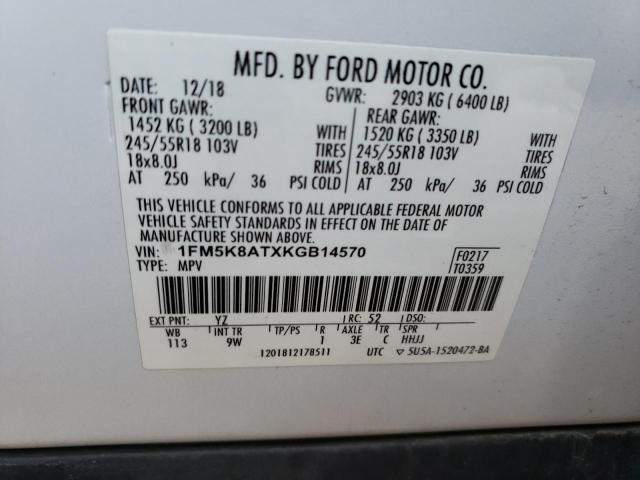 MFD. BY FORD MOTOR CO.
DATE: 12/18 GVWR: 2903 KG ( 6400 LB)
FRONT GAWR: REAR GAWR:
1452 KG ( 3200 LB) WITH 1520 KG ( 3350 LB) WITH
245/55R18 103V TIRES 245/55R18 103V TIRES
18x8.0J RIMS 18x8.0J RIMS
AT 250 kPa/ 36 PSI COLD AT 250 kPa/ 36 PSI COLD
THIS VEHICLE CONFORMS TO ALL APPLICABLE FEDERAL MOTOR
VEHICLE SAFETY STANDARDS IN EFFECT ON THE DATE OF
MANUFACTURE SHOWN ABOVE.
VIN: 1FM5K8ATXKGB14570 F0217
TYPE: MPV T0359
EXT PNT: YZ RC: 52 DSO:
WB INT TR TP/PS R AXLE TR SPR
113 9W 1 3E C HHJJ
1201812178511 UTC ▽ 5U5A-1520472-BA